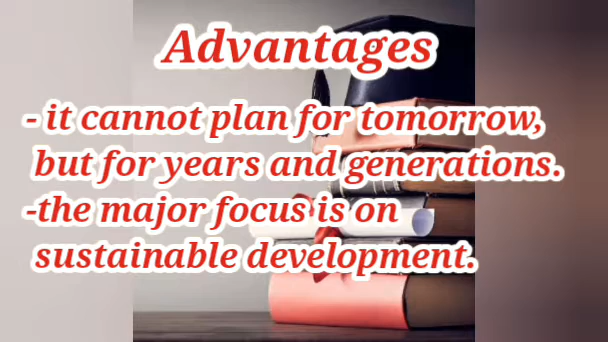 Advantages
- it cannot plan for tomorrow,
but for years and generations.
-the major focus is on
sustainable development.